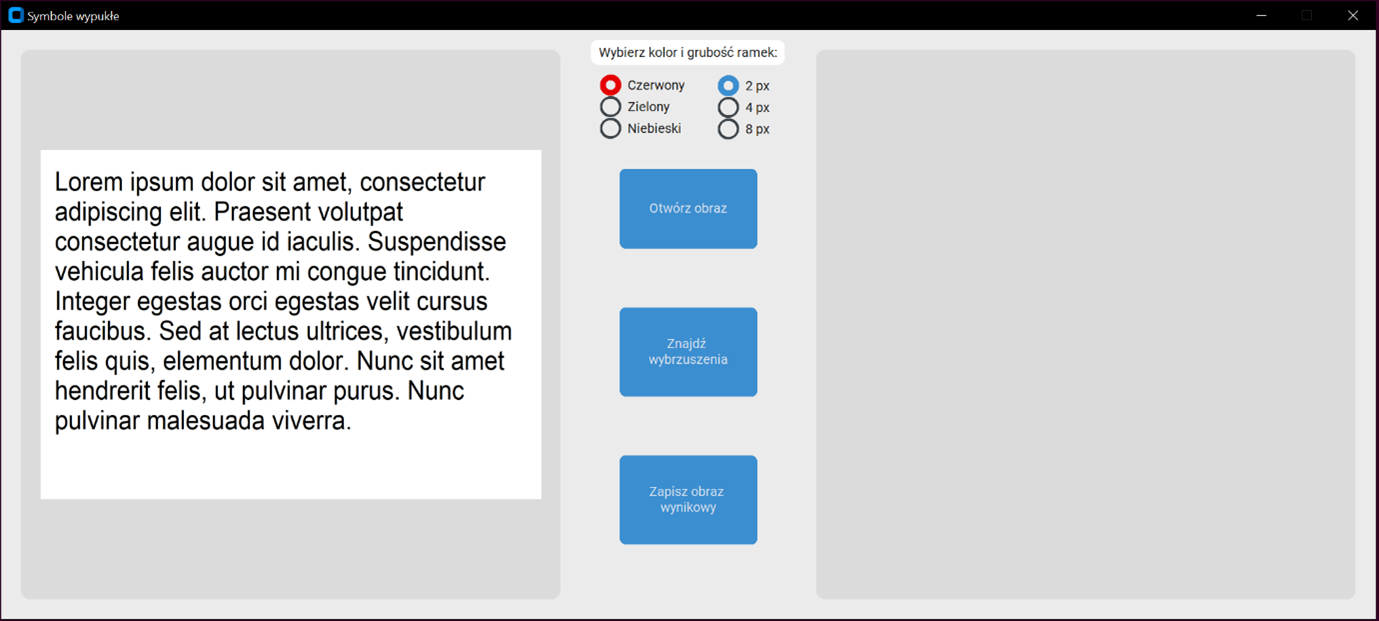 Symbole wypukłe
Lorem ipsum dolor sit amet, consectetur
adipiscing elit. Praesent volutpat
consectetur augue id iaculis. Suspendisse
vehicula felis auctor mi congue tincidunt.
Integer egestas orci egestas velit cursus
faucibus. Sed at lectus ultrices, vestibulum
felis quis, elementum dolor. Nunc sit amet
hendrerit felis, ut pulvinar purus. Nunc
pulvinar malesuada viverra.
Wybierz kolor i grubość ramek:
Czerwony 2 px
Zielony 4 px
Niebieski 8 px
Otwórz obraz
Znajdź
wybrzuszenia
Zapisz obraz
wynikowy